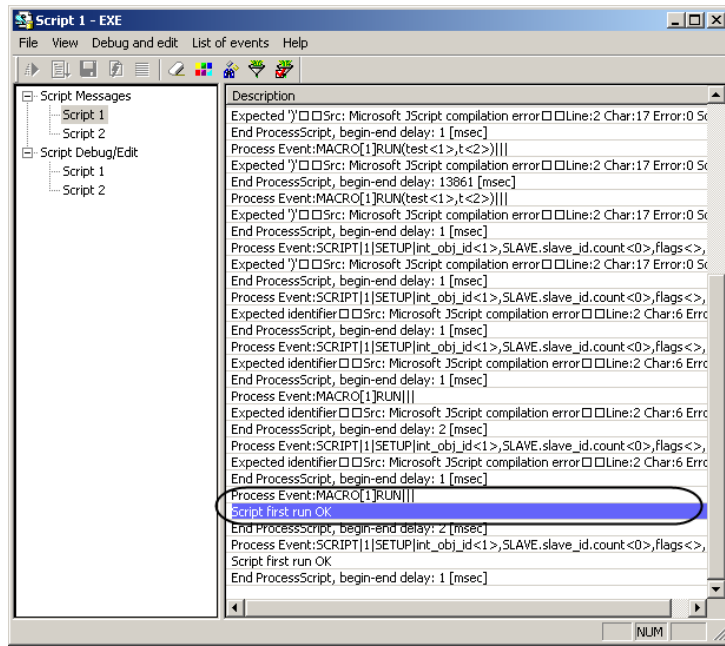 Script 1 - EXE
File View Debug and edit List of events Help
Script Messages
Script 1
Script 2
Script Debug/Edit
Script 1
Script 2
Description
Expected ')'□□Src: Microsoft JScript compilation error□□Line:2 Char:17 Error:0 Sc
End ProcessScript, begin-end delay: 1 [msec]
Process Event:MACRO[1]RUN(test<1>,t<2>)|||
Expected ')'□□Src: Microsoft JScript compilation error□□Line:2 Char:17 Error:0 Sc
End ProcessScript, begin-end delay: 13861 [msec]
Process Event:MACRO[1]RUN(test<1>,t<2>)|||
Expected ')'□□Src: Microsoft JScript compilation error□□Line:2 Char:17 Error:0 Sc
End ProcessScript, begin-end delay: 1 [msec]
Process Event:SCRIPT|1|SETUP|int_obj_id<1>,SLAVE.slave_id.count<0>,flags<>,
Expected ')'□□Src: Microsoft JScript compilation error□□Line:2 Char:17 Error:0 Sc
End ProcessScript, begin-end delay: 1 [msec]
Process Event:SCRIPT|1|SETUP|int_obj_id<1>,SLAVE.slave_id.count<0>,flags<>,
Expected identifier□□Src: Microsoft JScript compilation error□□Line:2 Char:6 Erro
End ProcessScript, begin-end delay: 1 [msec]
Process Event:SCRIPT|1|SETUP|int_obj_id<1>,SLAVE.slave_id.count<0>,flags<>,
Expected identifier□□Src: Microsoft JScript compilation error□□Line:2 Char:6 Erro
End ProcessScript, begin-end delay: 1 [msec]
Process Event:MACRO[1]RUN|||
Expected identifier□□Src: Microsoft JScript compilation error□□Line:2 Char:6 Erro
End ProcessScript, begin-end delay: 2 [msec]
Process Event:SCRIPT|1|SETUP|int_obj_id<1>,SLAVE.slave_id.count<0>,flags<>,
Expected identifier□□Src: Microsoft JScript compilation error□□Line:2 Char:6 Erro
End ProcessScript, begin-end delay: 1 [msec]
Process Event:MACRO[1]RUN|||
Script first run OK
End ProcessScript, begin-end delay: 2 [msec]
Process Event:SCRIPT|1|SETUP|int_obj_id<1>,SLAVE.slave_id.count<0>,flags<>,
Script first run OK
End ProcessScript, begin-end delay: 1 [msec]
NUM